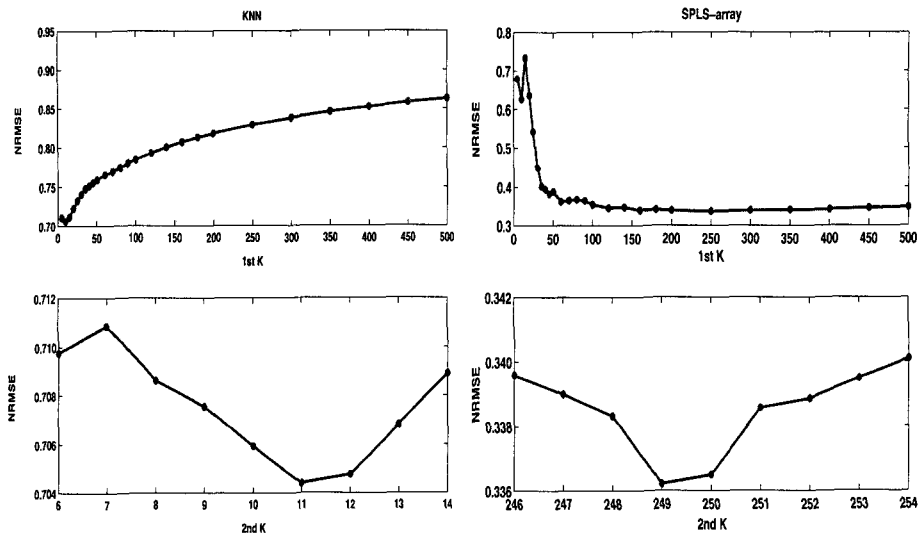 KNN
0.95
0.90
0.85
0.80
0.75
0.70
NRMSE
0 50 100 150 200 250 300 350 400 450 500
1st K
SPLS–array
0.8
0.7
0.6
0.5
0.4
0.3
NRMSE
0 50 100 150 200 250 300 350 400 450 500
1st K
0.712
0.710
0.708
0.706
0.704
NRMSE
6 7 8 9 10 11 12 13 14
2nd K
0.342
0.340
0.338
0.336
NRMSE
246 247 248 249 250 251 252 253 254
2nd K